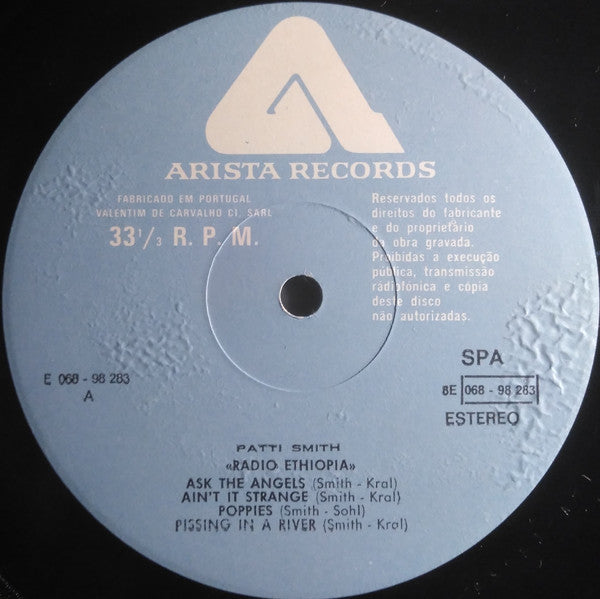 ARISTA RECORDS
FABRICADO EM PORTUGAL
VALENTIM DE CARVALHO CI, SARL
33 1/3 R. P. M.
Reservados todos os
direitos do fabricante
e do proprietário
da obra gravada.
Proibidas a execução
pública, transmissão
radiofónica e cópia
deste disco
não autorizadas.
E 068 - 98 283
A
SPA
8E 068 - 98 283
ESTEREO
PATTI SMITH
«RADIO ETHIOPIA»
ASK THE ANGELS (Smith - Kral)
AIN'T IT STRANGE (Smith - Kral)
POPPIES (Smith - Sohl)
PISSING IN A RIVER (Smith - Kral)